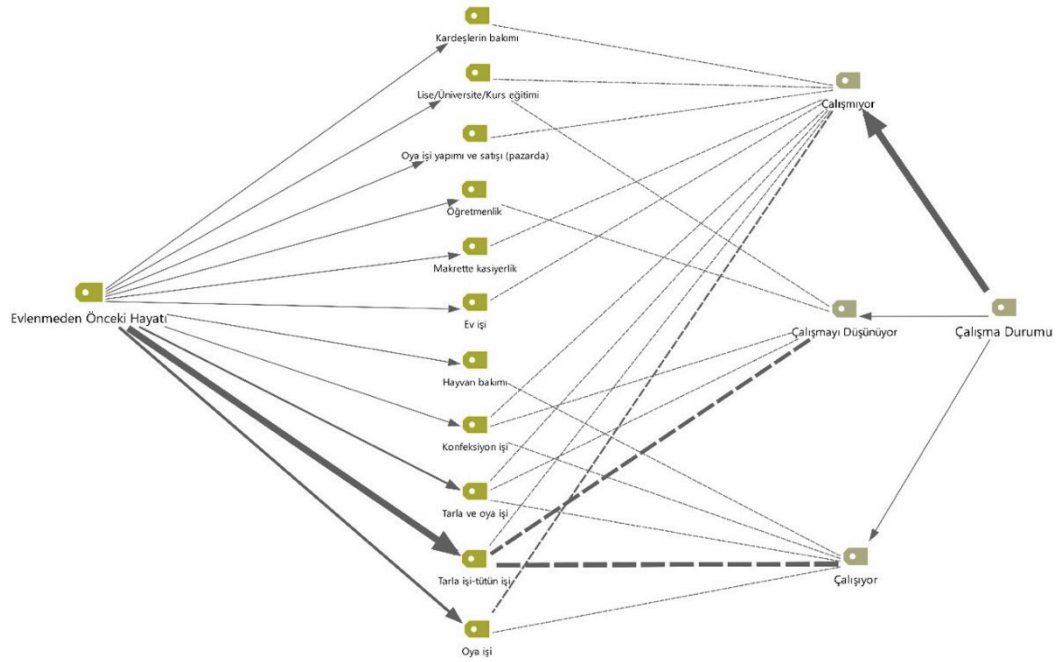 Kardeşlerin bakımı
Lise/Üniversite/Kurs eğitimi
Çalışmıyor
Oya işi yapımı ve satışı (pazarda)
Öğretmenlik
Makrette kasiyerlik
Evlenmeden Önceki Hayatı
Ev işi
Çalışmayı Düşünüyor
Çalışma Durumu
Hayvan bakımı
Konfeksiyon işi
Tarla ve oya işi
Tarla işi-tütün işi
Çalışıyor
Oya işi